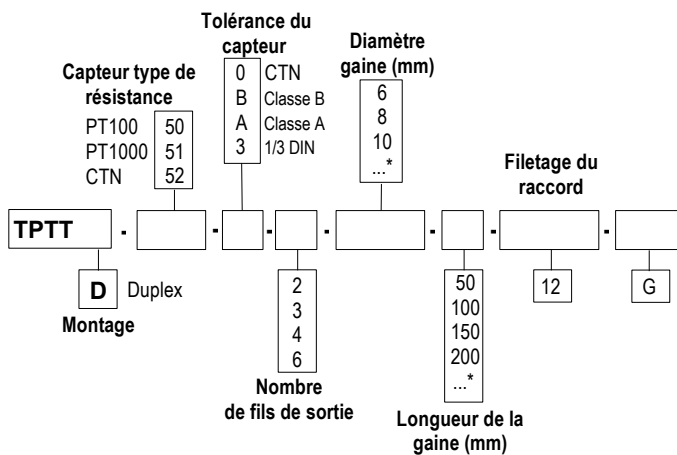 Tolérance du
capteur
0 CTN
B Classe B
A Classe A
3 1/3 DIN
Diamètre
gaine (mm)
6
8
10
...*
Capteur type de
résistance
PT100 50
PT1000 51
CTN 52
Filetage du
raccord
TPTT - - - - - - -
D Duplex
Montage
2
3
4
6
Nombre
de fils de sortie
50
100
150
200
...*
Longueur de la
gaine (mm)
12
G